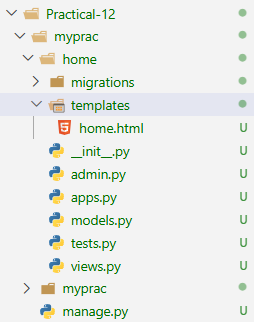 Practical-12
myprac
home
migrations
templates
home.html U
__init__.py U
admin.py U
apps.py U
models.py U
tests.py U
views.py U
myprac
manage.py U